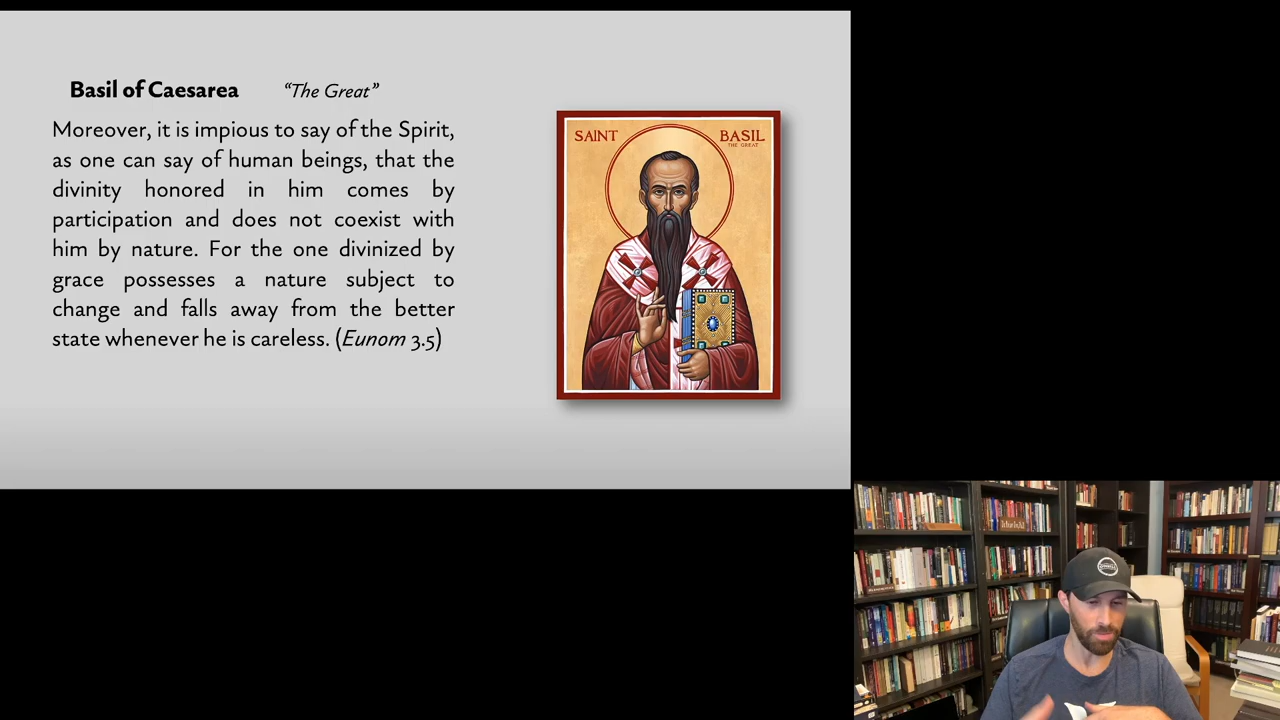 Basil of Caesarea “The Great”
Moreover, it is impious to say of the Spirit,
as one can say of human beings, that the
divinity honored in him comes by
participation and does not coexist with
him by nature. For the one divinized by
grace possesses a nature subject to
change and falls away from the better
state whenever he is careless. (Eunom 3.5)
SAINT BASIL
THE GREAT